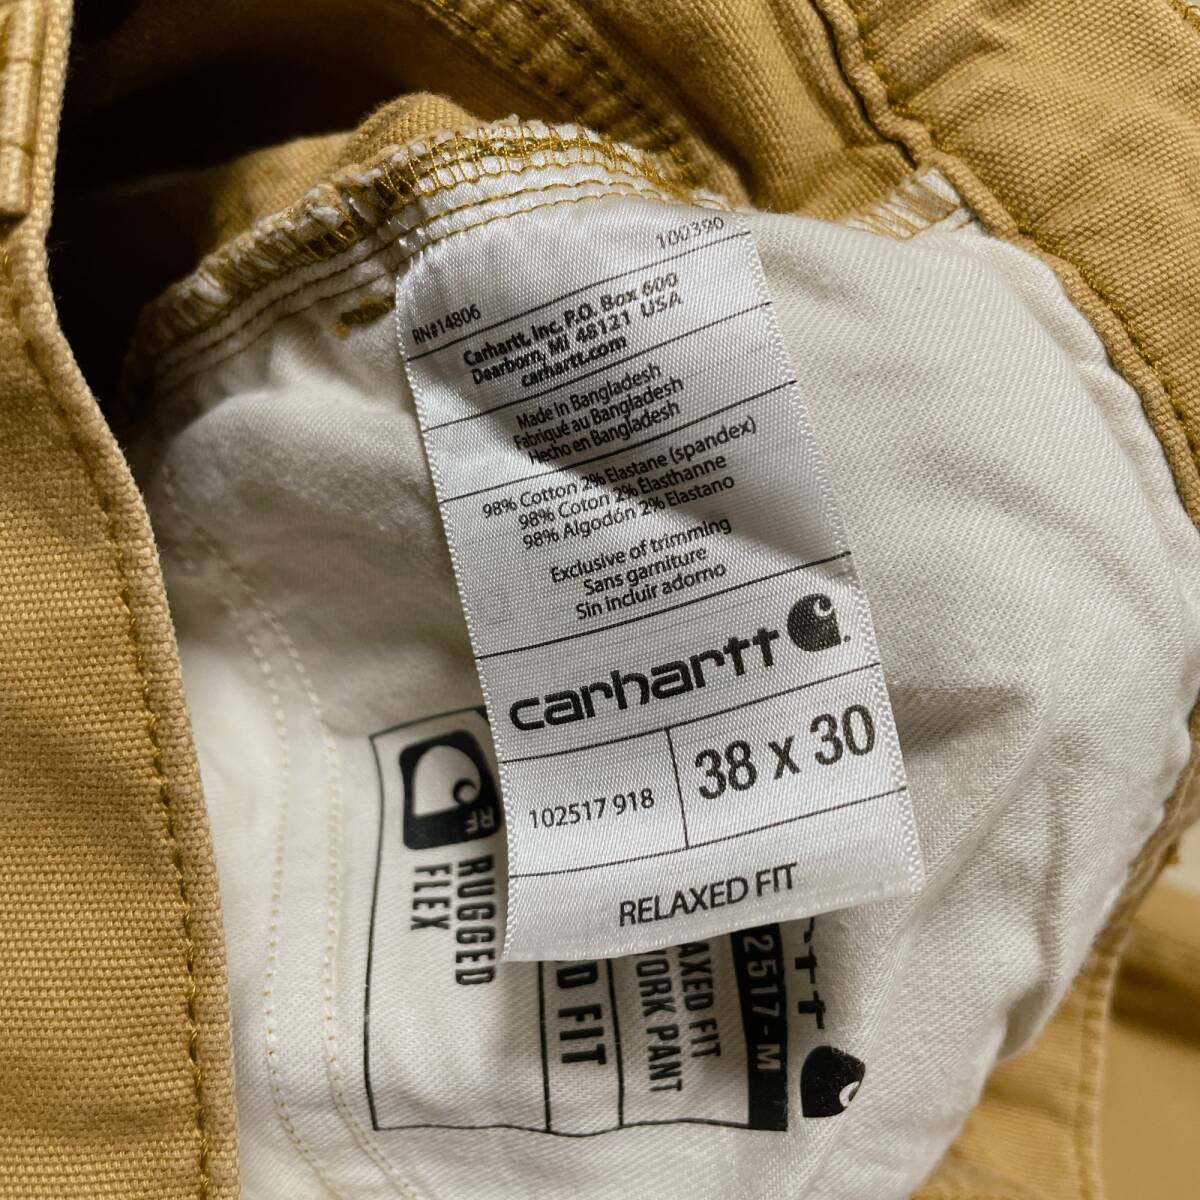 RN#14806 100390
Carhartt, Inc. P.O. Box 600
Dearborn, MI 48121 USA
carhartt.com
Made in Bangladesh
Fabriqué au Bangladesh
Hecho en Bangladesh
98% Cotton 2% Elastane (spandex)
98% Coton 2% Élasthanne
98% Algodón 2% Elastano
Exclusive of trimming
Sans garniture
Sin incluir adorno
carhartt
102517 918
38 x 30
RELAXED FIT
RF
RUGGED
FLEX
D FIT
AXED FIT
ORK PANT
2517-M
rtt